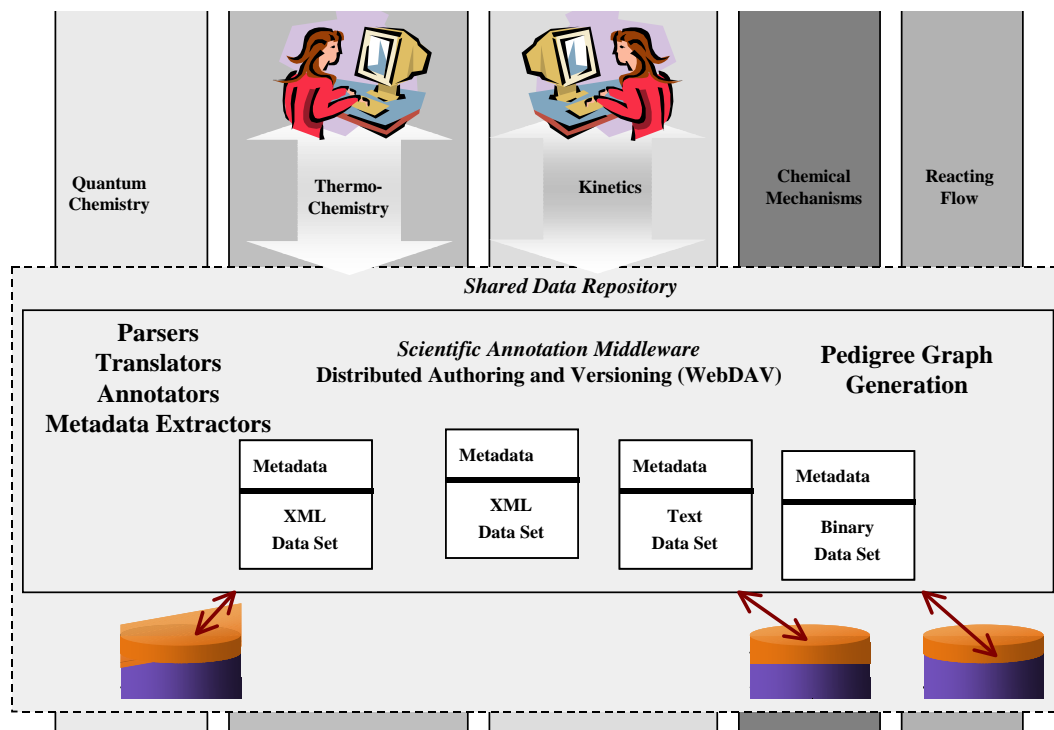 Quantum
Chemistry
Thermo-
Chemistry
Kinetics
Chemical
Mechanisms
Reacting
Flow
Shared Data Repository
Parsers
Translators
Annotators
Metadata Extractors
Scientific Annotation Middleware
Distributed Authoring and Versioning (WebDAV)
Pedigree Graph
Generation
Metadata
XML
Data Set
Metadata
XML
Data Set
Metadata
Text
Data Set
Metadata
Binary
Data Set